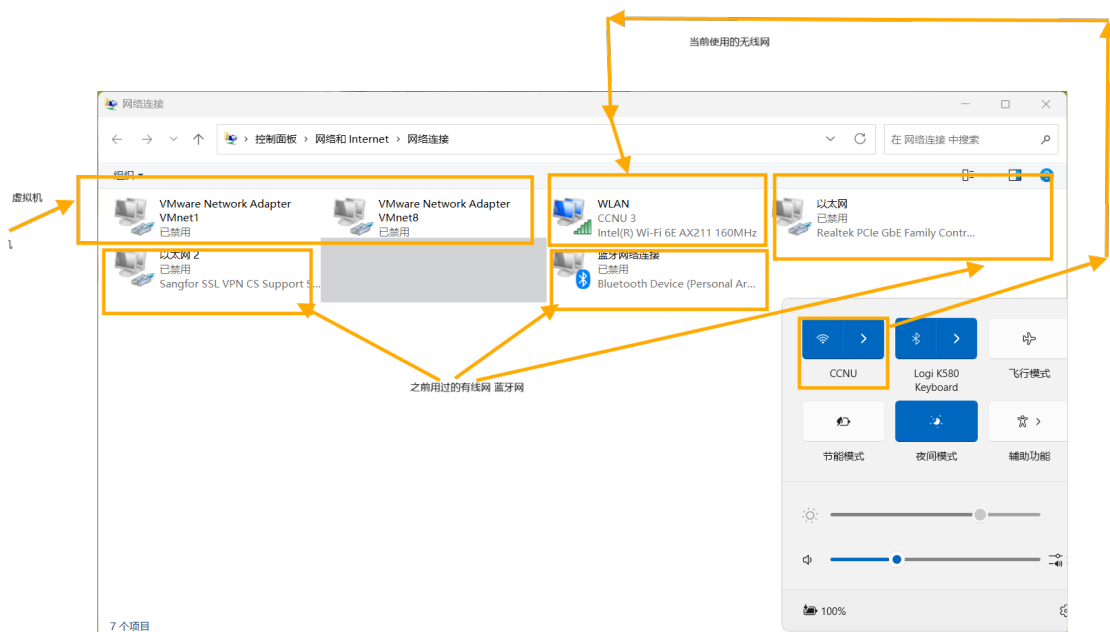 当前使用的无线网
网络连接
控制面板 › 网络和 Internet › 网络连接
在 网络连接 中搜索
组织
虚拟机
VMware Network Adapter
VMnet1
已禁用
VMware Network Adapter
VMnet8
已禁用
WLAN
CCNU 3
Intel(R) Wi-Fi 6E AX211 160MHz
以太网
已禁用
Realtek PCIe GbE Family Contr...
以太网 2
已禁用
Sangfor SSL VPN CS Support S...
蓝牙网络连接
已禁用
Bluetooth Device (Personal Ar...
之前用过的有线网 蓝牙网
CCNU
Logi K580
Keyboard
飞行模式
节能模式
夜间模式
辅助功能
100%
7 个项目